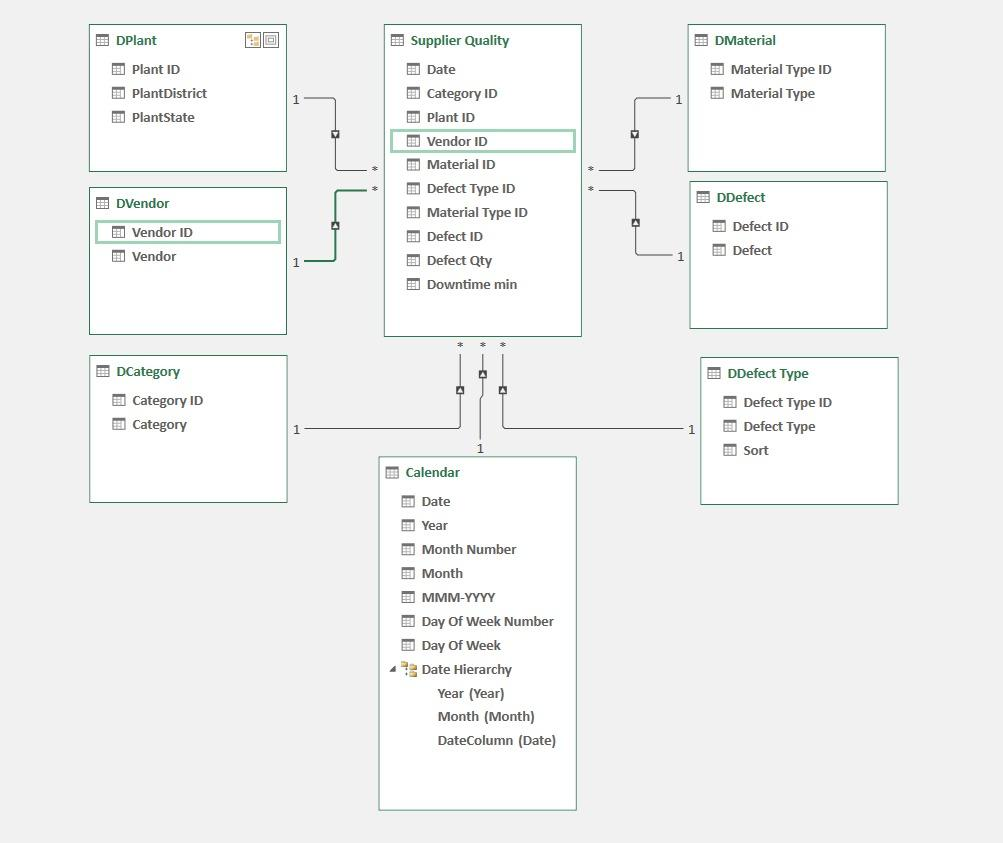 DPlant
Plant ID
PlantDistrict
PlantState
1
*
Supplier Quality
Date
Category ID
Plant ID
Vendor ID
Material ID
Defect Type ID
Material Type ID
Defect ID
Defect Qty
Downtime min
DMaterial
Material Type ID
Material Type
1
*
DVendor
Vendor ID
Vendor
1
*
DDefect
Defect ID
Defect
1
*
DCategory
Category ID
Category
1
* * *
1
DDefect Type
Defect Type ID
Defect Type
Sort
1
Calendar
Date
Year
Month Number
Month
MMM-YYYY
Day Of Week Number
Day Of Week
Date Hierarchy
Year (Year)
Month (Month)
DateColumn (Date)